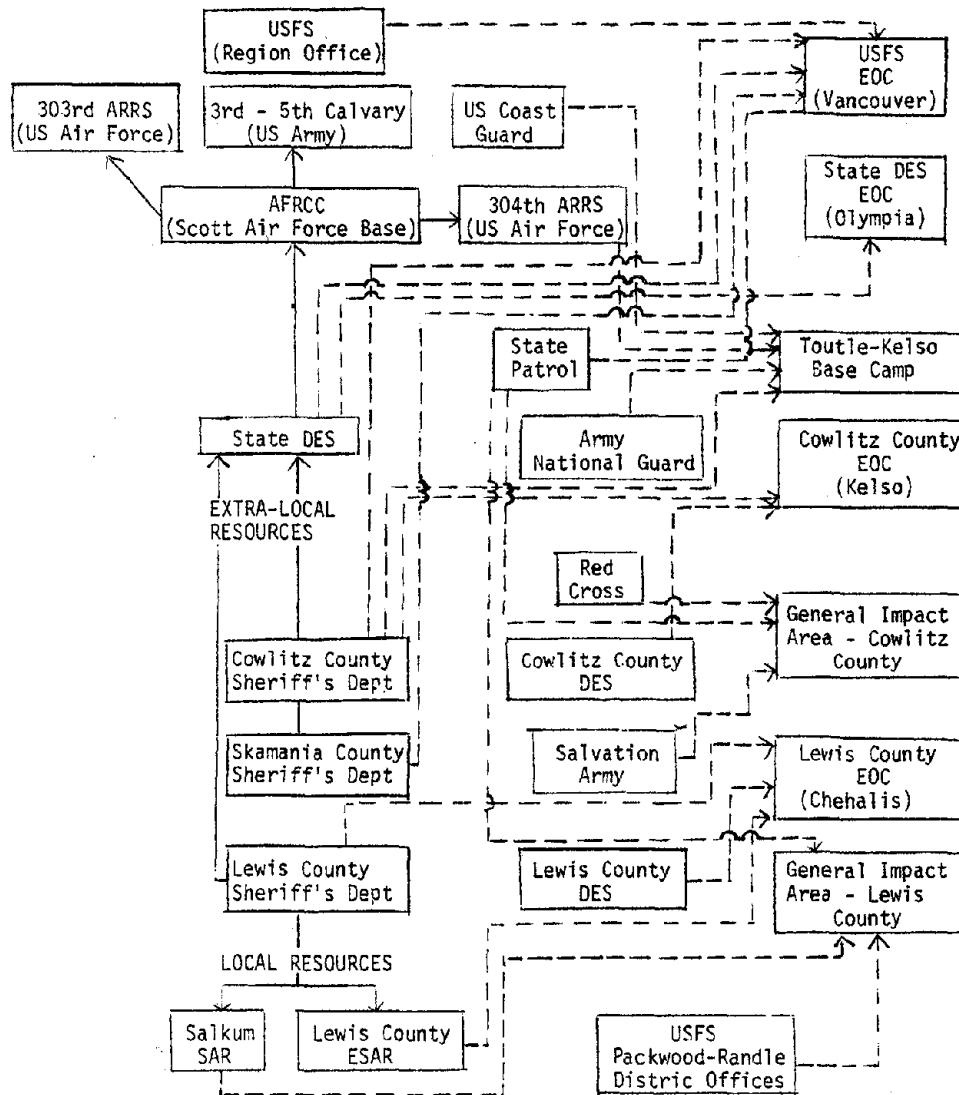 USFS
(Region Office)
USFS
EOC
(Vancouver)
303rd ARRS
(US Air Force)
3rd - 5th Calvary
(US Army)
US Coast
Guard
State DES
EOC
(Olympia)
AFRCC
(Scott Air Force Base)
304th ARRS
(US Air Force)
State
Patrol
Toutle-Kelso
Base Camp
State DES
Army
National Guard
Cowlitz County
EOC
(Kelso)
EXTRA-LOCAL
RESOURCES
Red
Cross
General Impact
Area - Cowlitz
County
Cowlitz County
Sheriff's Dept
Cowlitz County
DES
Skamania County
Sheriff's Dept
Salvation
Army
Lewis County
EOC
(Chehalis)
Lewis County
Sheriff's Dept
Lewis County
DES
General Impact
Area - Lewis
County
LOCAL RESOURCES
Salkum
SAR
Lewis County
ESAR
USFS
Packwood-Randle
Distric Offices